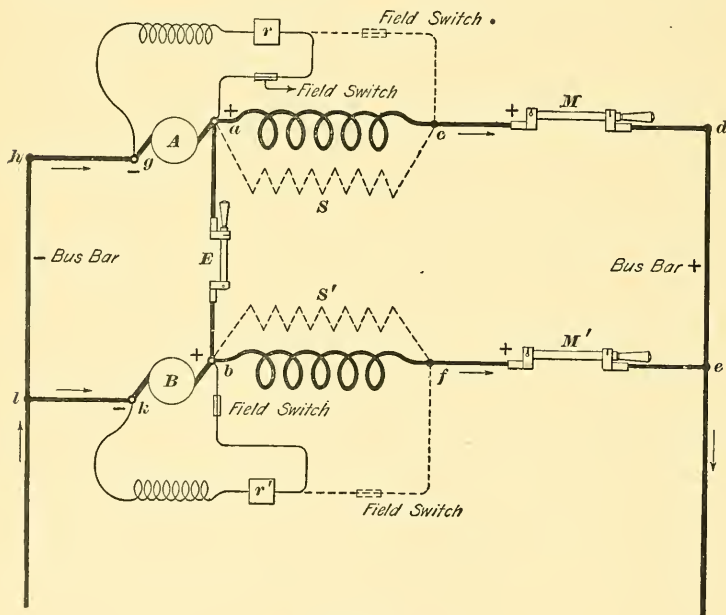 Field Switch
r
Field Switch
+
a
A
g
-
h
c
+
M
d
S
E
- Bus Bar
Bus Bar +
S'
+
b
B
k
-
l
f
+
M'
e
Field Switch
r'
Field Switch